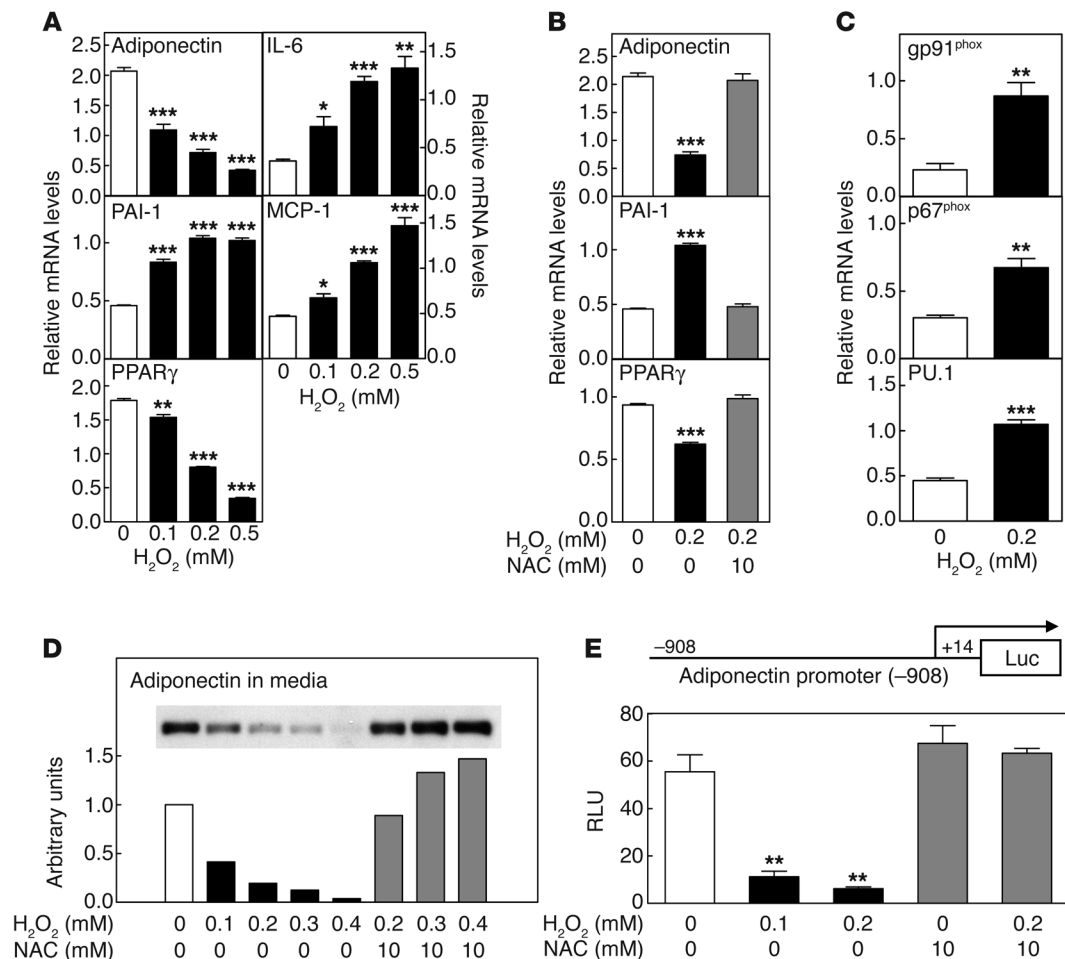 A
Adiponectin
2.5
2.0
1.5
1.0
0.5
0.0
***
***
***
IL-6
*
***
**
1.5
1.0
0.5
0.0
PAI-1
1.0
0.5
0.0
***
***
***
MCP-1
*
***
***
1.5
1.0
0.5
0.0
0 0.1 0.2 0.5
H₂O₂ (mM)
PPARγ
2.0
1.5
1.0
0.5
0.0
**
***
***
0 0.1 0.2 0.5
H₂O₂ (mM)
Relative mRNA levels
Relative mRNA levels
B
Adiponectin
2.5
2.0
1.5
1.0
0.5
0
***
PAI-1
1.0
0.5
0.0
***
PPARγ
1.0
0.5
0
***
Relative mRNA levels
H₂O₂ (mM) 0 0.2 0.2
NAC (mM) 0 0 10
C
gp91ᵖʰᵒˣ
1.0
0.5
0.0
**
p67ᵖʰᵒˣ
1.0
0.5
0.0
**
PU.1
1.5
1.0
0.5
0.0
***
Relative mRNA levels
0 0.2
H₂O₂ (mM)
D
Adiponectin in media
1.5
1.0
0.5
0.0
Arbitrary units
H₂O₂ (mM) 0 0.1 0.2 0.3 0.4 0.2 0.3 0.4
NAC (mM) 0 0 0 0 0 10 10 10
E
–908
+14
Luc
Adiponectin promoter (–908)
80
60
40
20
0
RLU
**
**
H₂O₂ (mM) 0 0.1 0.2 0 0.2
NAC (mM) 0 0 0 10 10